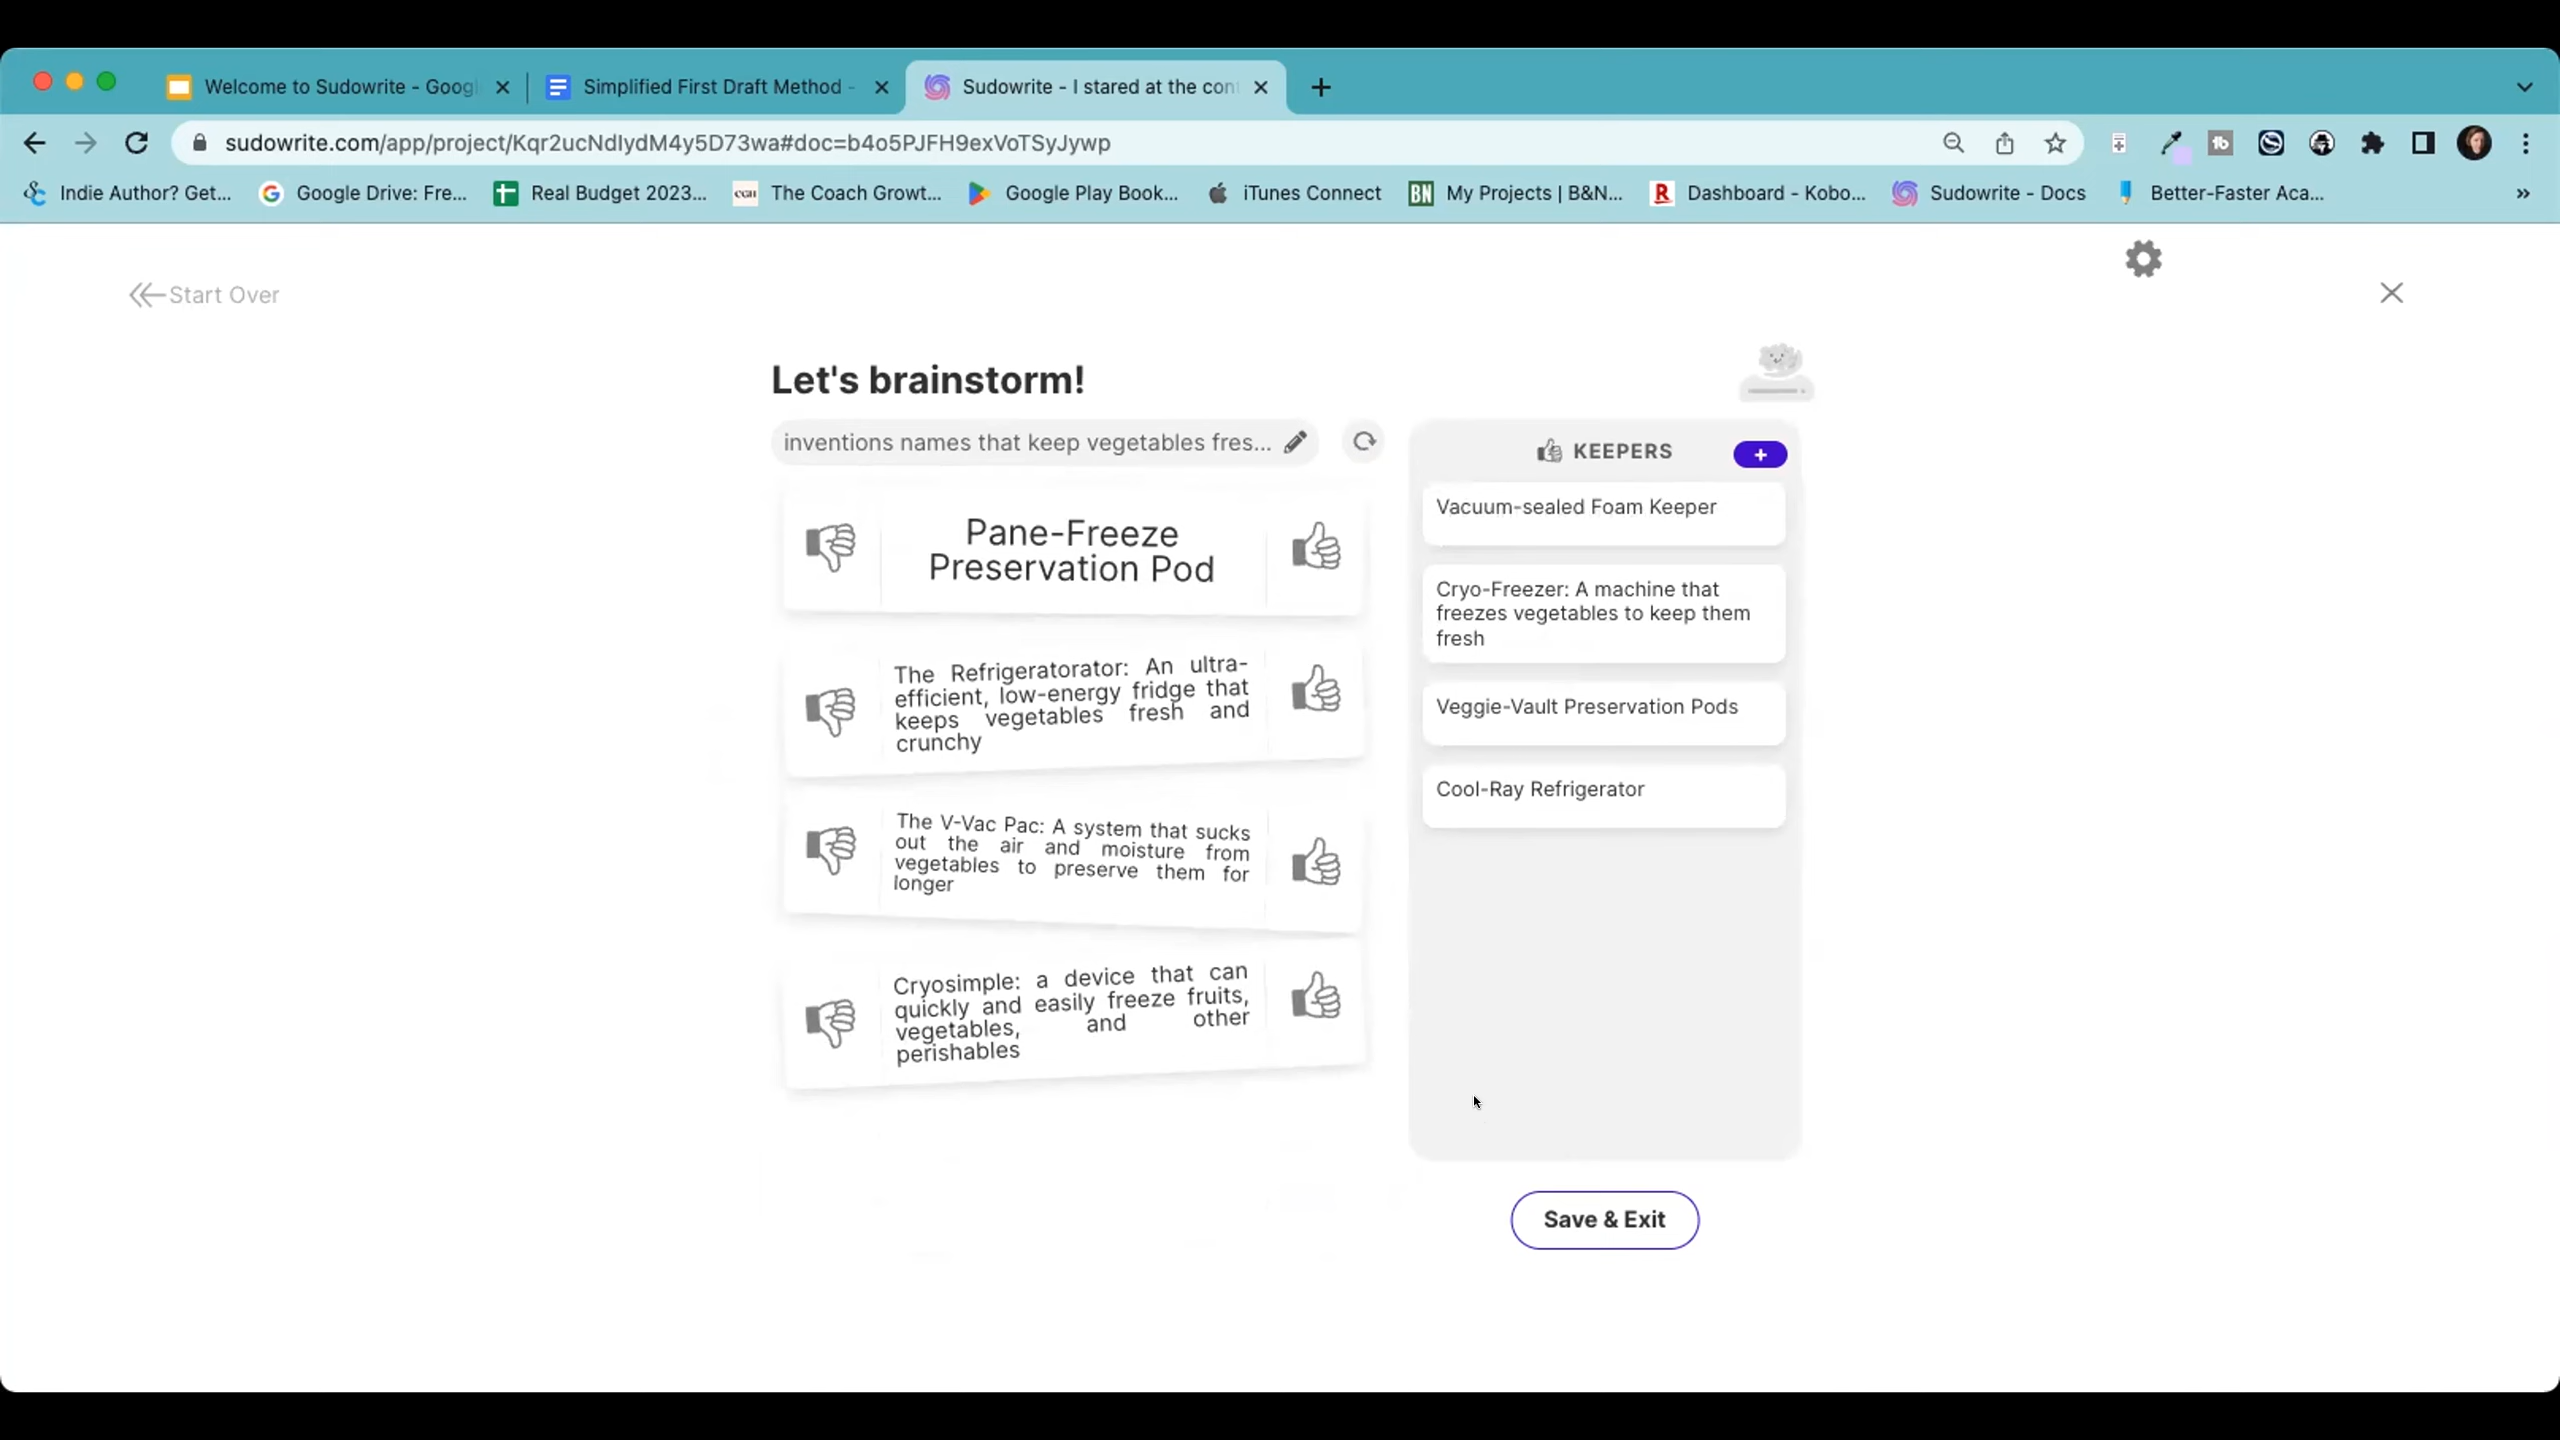 Welcome to Sudowrite - Goog
Simplified First Draft Method -
Sudowrite - I stared at the con
sudowrite.com/app/project/Kqr2ucNdIydM4y5D73wa#doc=b4o5PJFH9exVoTSyJywp
Indie Author? Get...
Google Drive: Fre...
Real Budget 2023...
The Coach Growt...
Google Play Book...
iTunes Connect
BN
My Projects | B&N...
R
Dashboard - Kobo...
Sudowrite - Docs
Better-Faster Aca...
»
Start Over
Let's brainstorm!
inventions names that keep vegetables fres...
Pane-Freeze
Preservation Pod
The Refrigeratorator: An ultra-
efficient, low-energy fridge that
keeps vegetables fresh and
crunchy
The V-Vac Pac: A system that sucks
out the air and moisture from
vegetables to preserve them for
longer
Cryosimple: a device that can
quickly and easily freeze fruits,
vegetables, and other
perishables
KEEPERS
+
Vacuum-sealed Foam Keeper
Cryo-Freezer: A machine that
freezes vegetables to keep them
fresh
Veggie-Vault Preservation Pods
Cool-Ray Refrigerator
Save & Exit